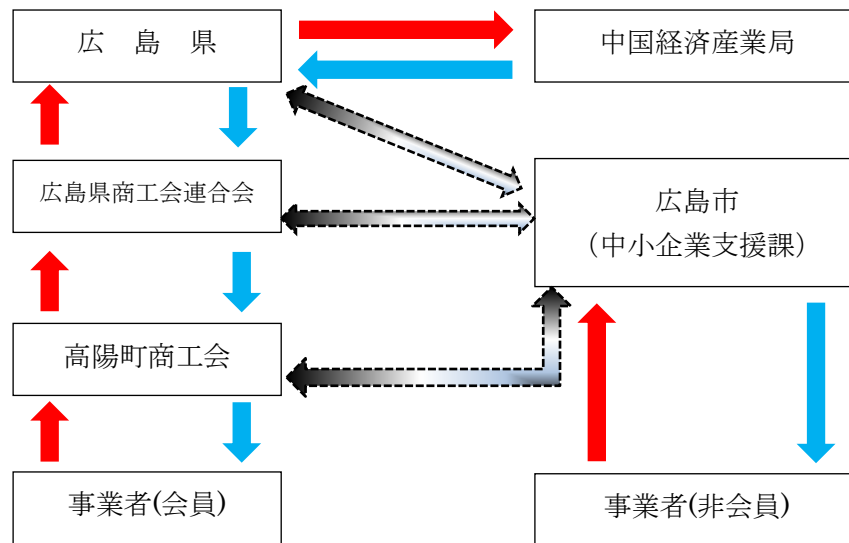 広　島　県
中国経済産業局
広島県商工会連合会
広島市
（中小企業支援課）
高陽町商工会
事業者(会員)
事業者(非会員)